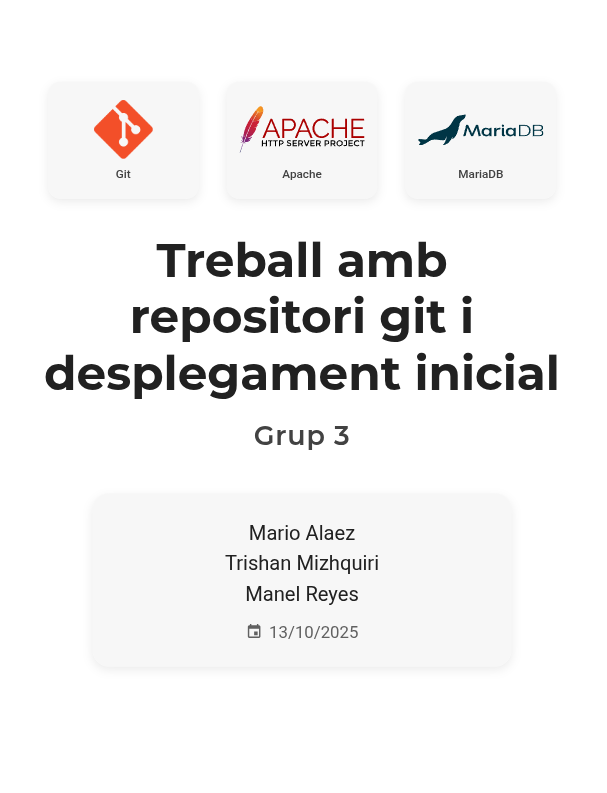 APACHE
HTTP SERVER PROJECT
MariaDB
Git
Apache
MariaDB
Treball amb
repositori git i
desplegament inicial
Grup 3
Mario Alaez
Trishan Mizhquiri
Manel Reyes
13/10/2025